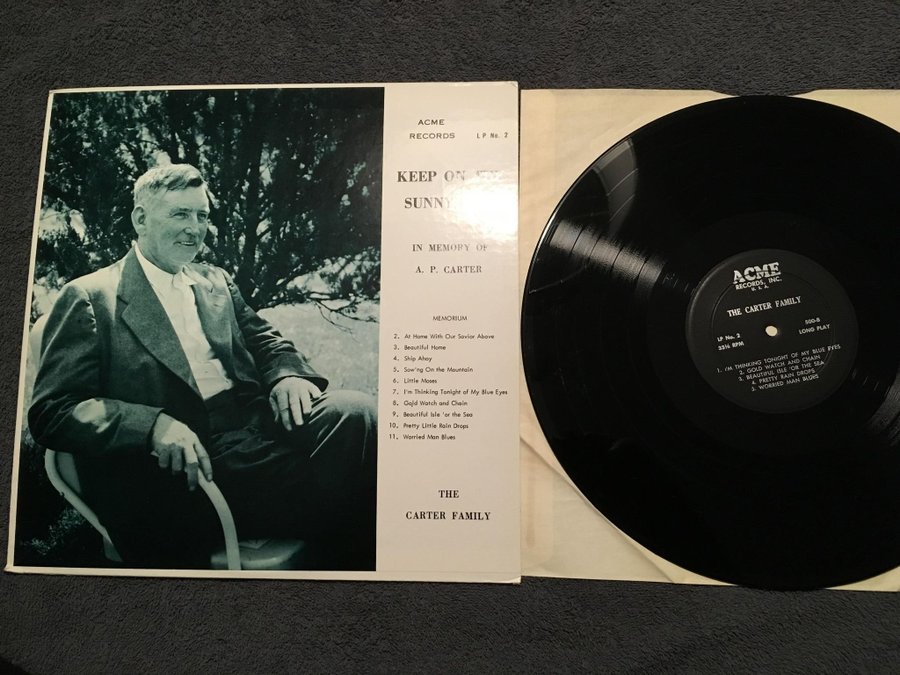 ACME
RECORDS LP No. 2
KEEP ON
SUNNY
IN MEMORY OF
A. P. CARTER
MEMORIUM
2. At Home With Our Savior Above
3. Beautiful Home
4. Ship Ahoy
5. Sow'ng On the Mountain
6. Little Moses
7. I'm Thinking Tonight of My Blue Eyes
8. Gold Watch and Chain
9. Beautiful Isle 'or the Sea
10. Pretty Little Rain Drops
11. Worried Man Blues
THE
CARTER FAMILY
ACME
RECORDS, INC.
U. S. A.
THE CARTER FAMILY
LP No. 2 500-B
33⅓ RPM LONG PLAY
1. I'M THINKING TONIGHT OF MY BLUE EYES
2. GOLD WATCH AND CHAIN
3. BEAUTIFUL ISLE 'OR THE SEA
4. PRETTY RAIN DROPS
5. WORRIED MAN BLUES